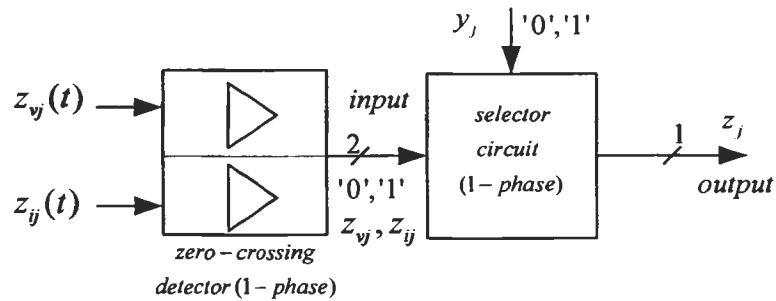 y_j '0','1'
z_vj(t)
input
selector
circuit
(1-phase)
2
1
z_j
z_ij(t)
'0','1'
output
z_vj, z_ij
zero-crossing
detector (1-phase)